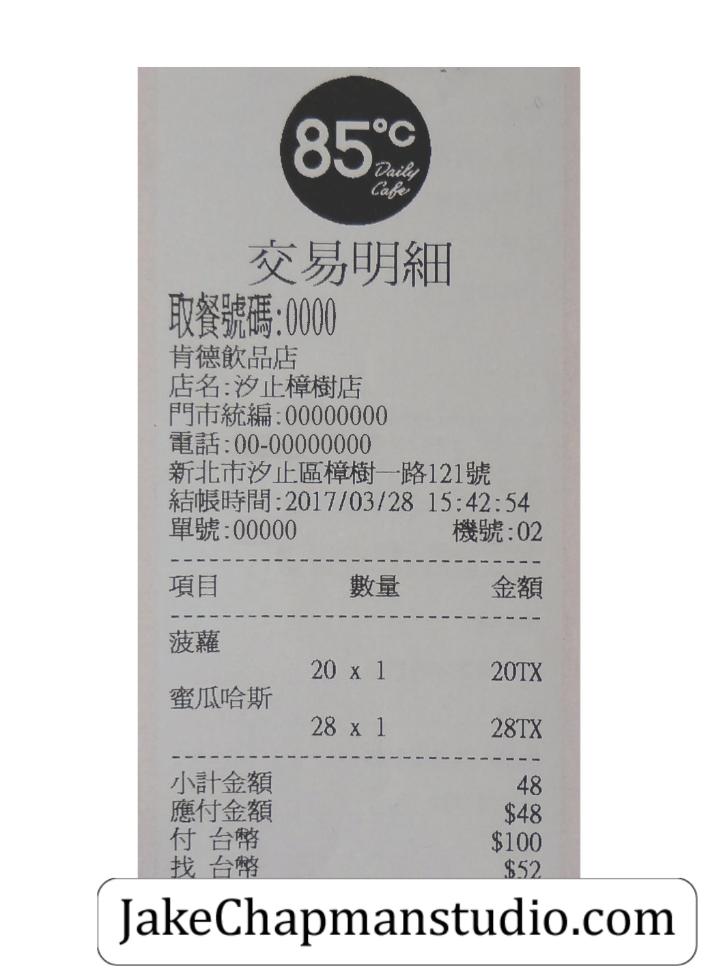 85℃
Daily
Cafe
交易明細
取餐號碼:0000
肯德飲品店
店名:汐止樟樹店
門市統編:00000000
電話:00-00000000
新北市汐止區樟樹一路121號
結帳時間:2017/03/28 15:42:54
單號:00000 機號:02
項目 數量 金額
菠蘿
20 x 1 20TX
蜜瓜哈斯
28 x 1 28TX
小計金額 48
應付金額 $48
付 台幣 $100
找 台幣 $52
JakeChapmanstudio.com